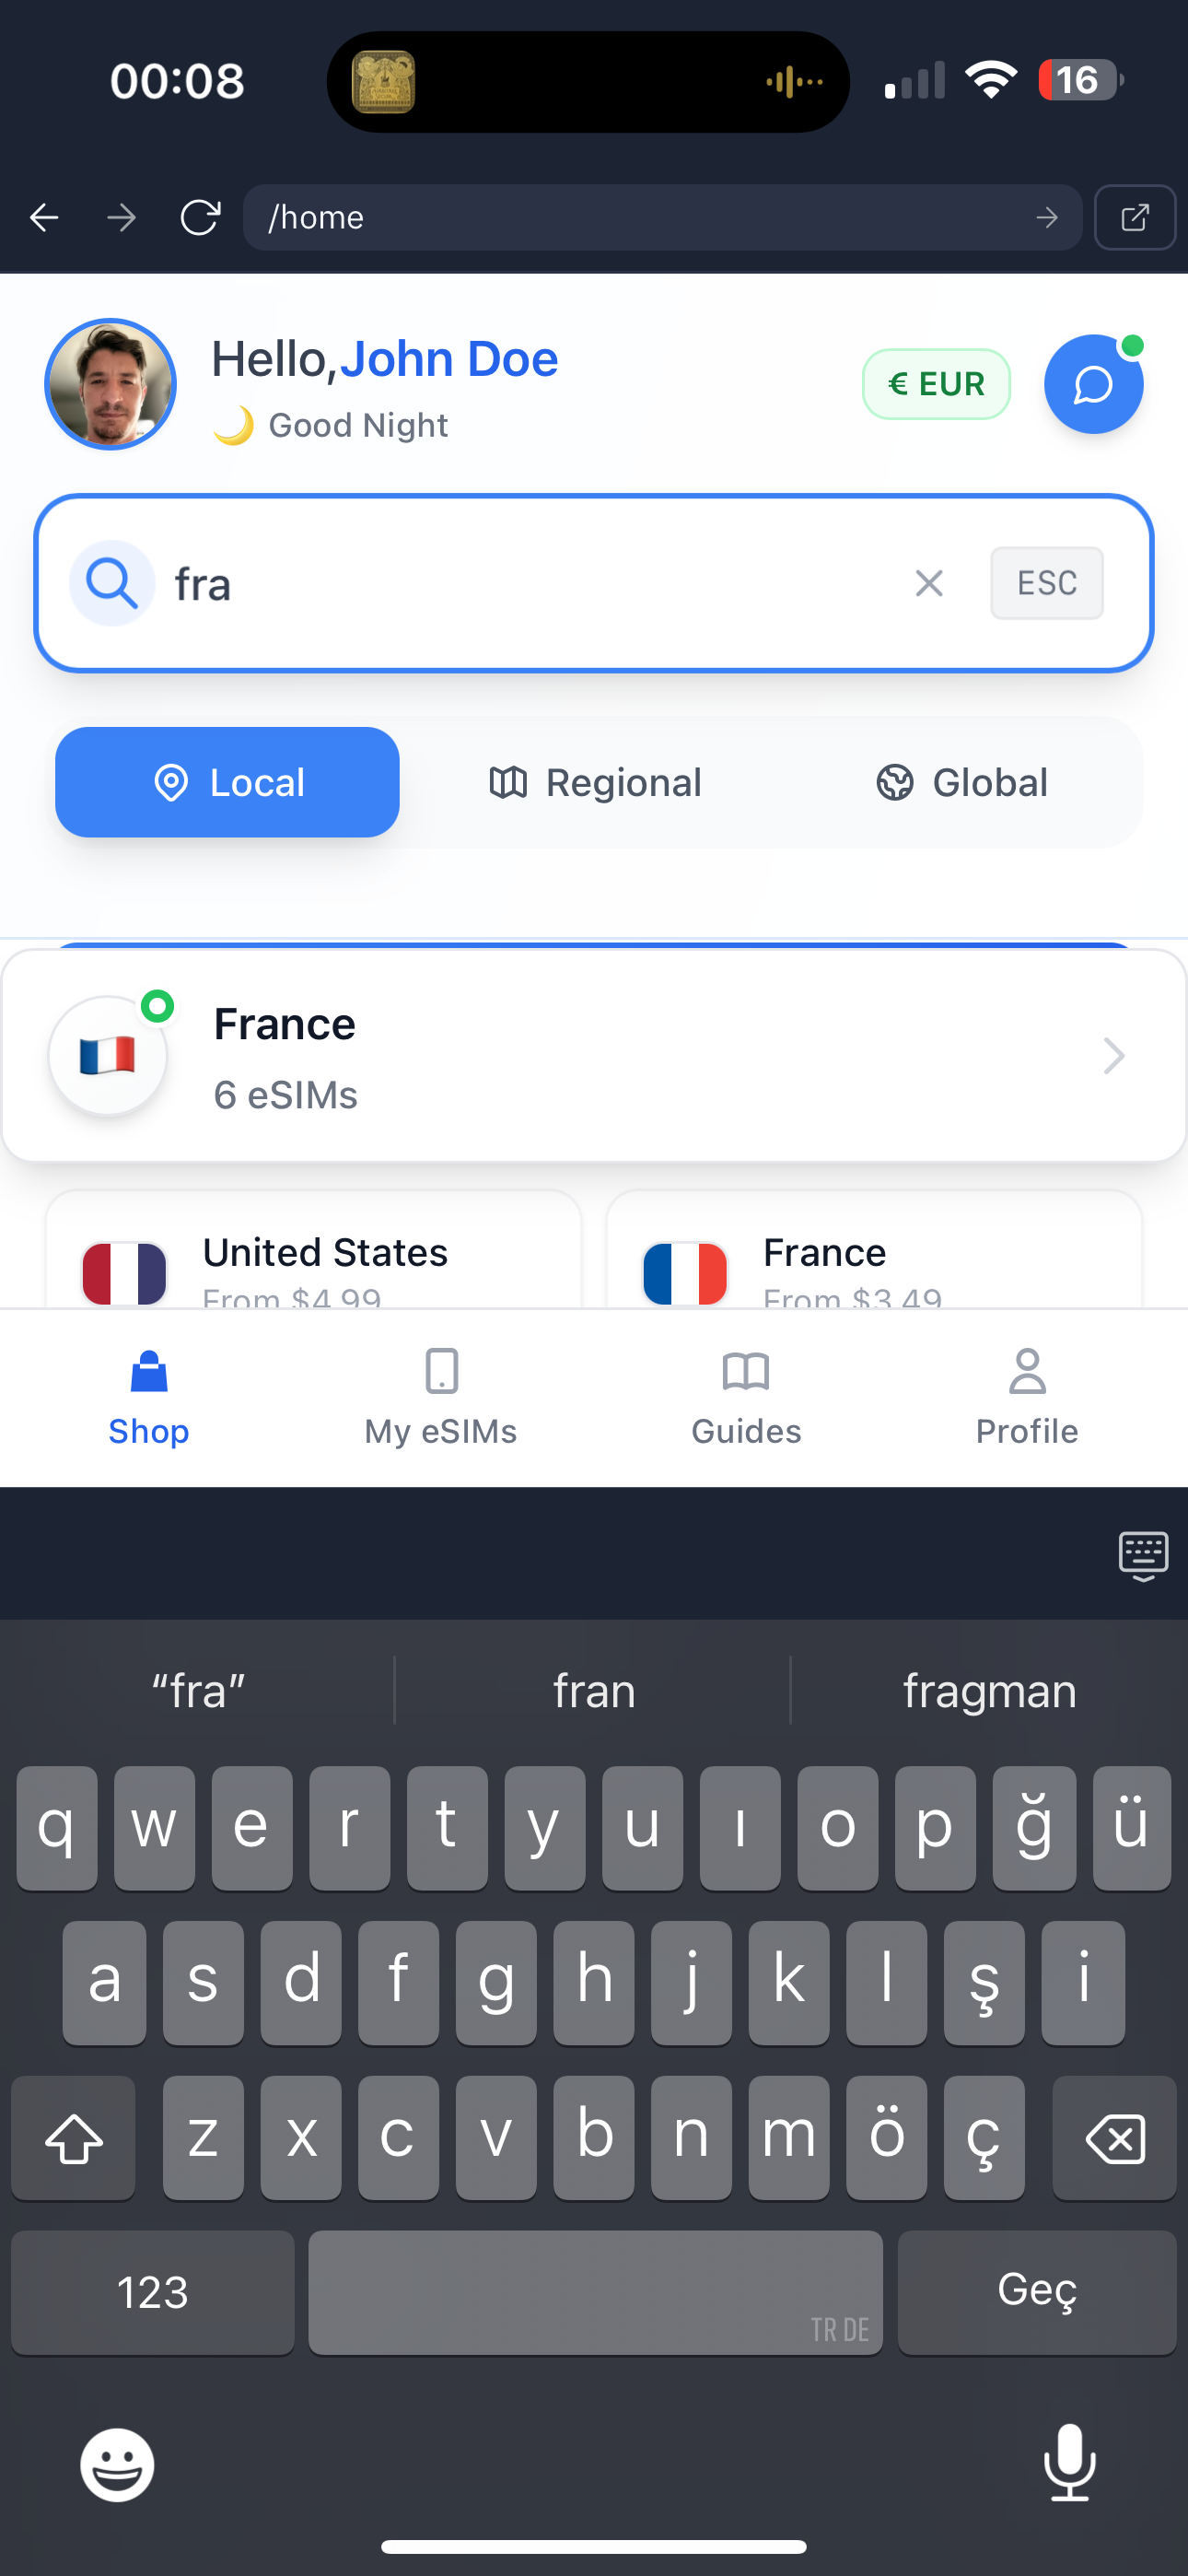 00:08
16
/home
Hello,John Doe
Good Night
€ EUR
fra
ESC
Local
Regional
Global
France
6 eSIMs
United States
From $4.99
France
From $3.49
Shop
My eSIMs
Guides
Profile
“fra”
fran
fragman
q w e r t y u ı o p ğ ü
a s d f g h j k l ş i
z x c v b n m ö ç
123
TR DE
Geç